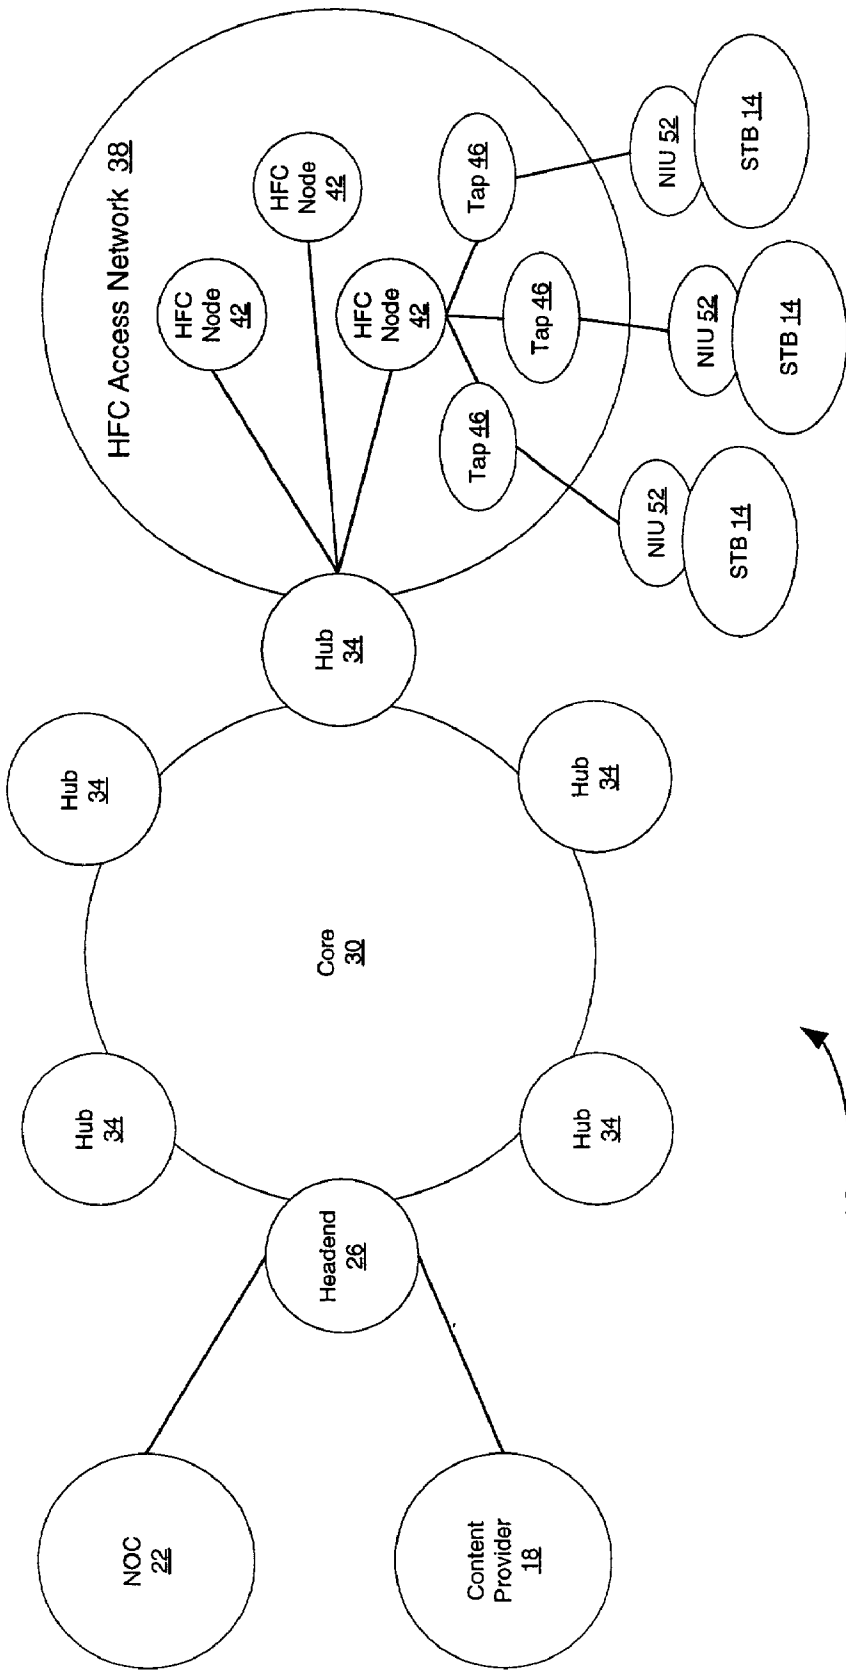 NOC
22
Content
Provider
18
Headend
26
Hub
34
Hub
34
Core
30
Hub
34
Hub
34
Hub
34
HFC Access Network 38
HFC
Node
42
HFC
Node
42
HFC
Node
42
Tap 46
Tap 46
Tap 46
NIU 52
STB 14
NIU 52
STB 14
NIU 52
STB 14